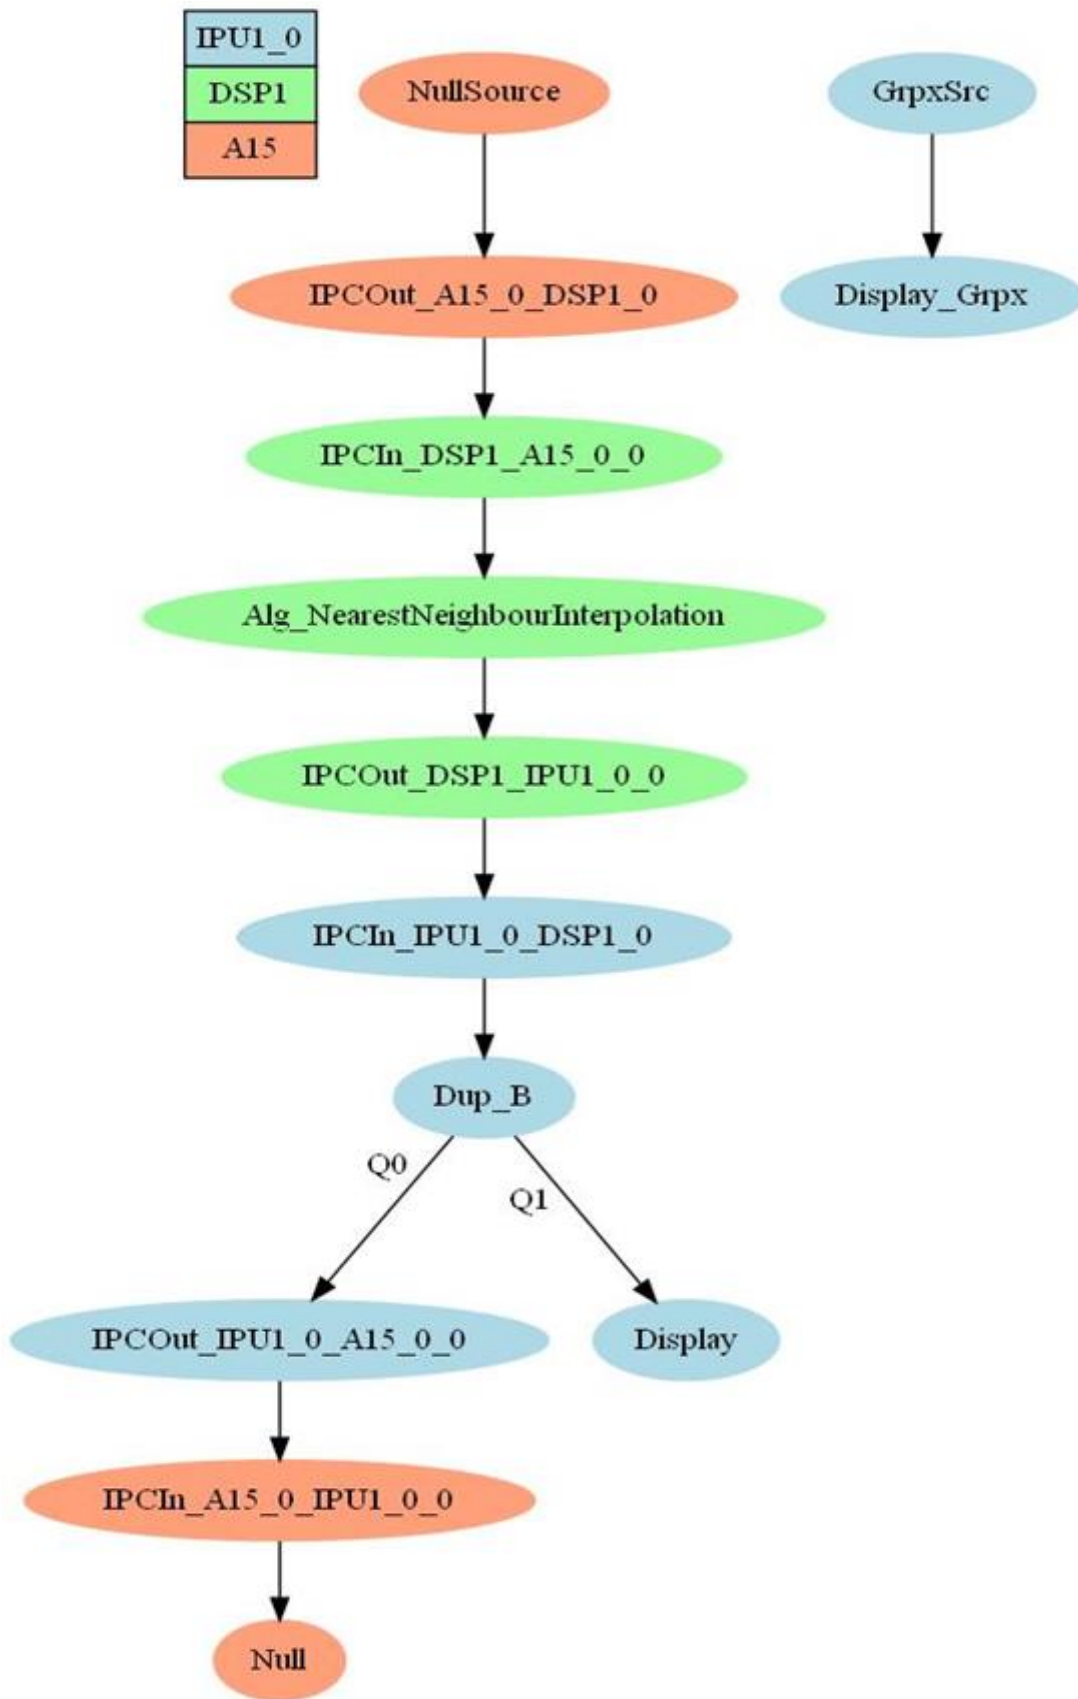 IPU1_0
DSP1
A15
NullSource
GrpxSrc
IPCOut_A15_0_DSP1_0
Display_Grpx
IPCIn_DSP1_A15_0_0
Alg_NearestNeighbourInterpolation
IPCOut_DSP1_IPU1_0_0
IPCIn_IPU1_0_DSP1_0
Dup_B
Q0
Q1
IPCOut_IPU1_0_A15_0_0
Display
IPCIn_A15_0_IPU1_0_0
Null